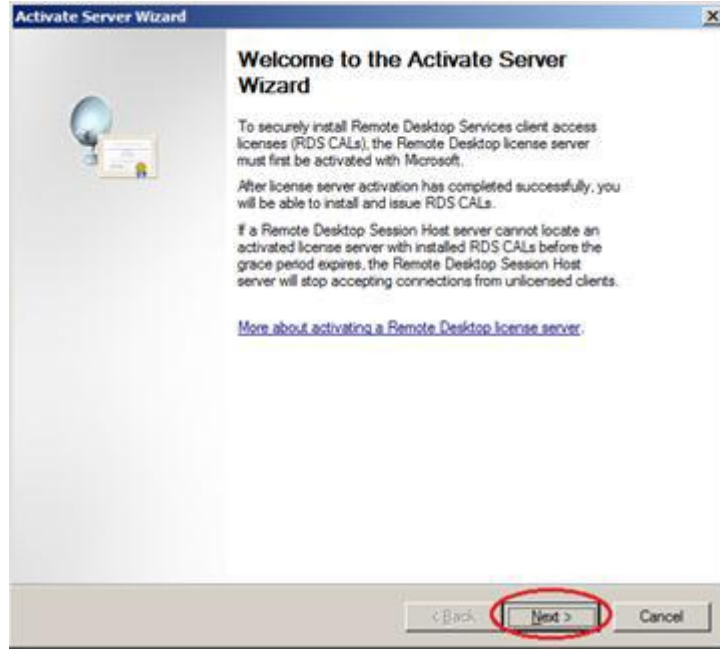 Activate Server Wizard
Welcome to the Activate Server
Wizard
To securely install Remote Desktop Services client access
licenses (RDS CALs), the Remote Desktop license server
must first be activated with Microsoft.
After license server activation has completed successfully, you
will be able to install and issue RDS CALs.
If a Remote Desktop Session Host server cannot locate an
activated license server with installed RDS CALs before the
grace period expires, the Remote Desktop Session Host
server will stop accepting connections from unlicensed clients.
More about activating a Remote Desktop license server.
< Back Next > Cancel